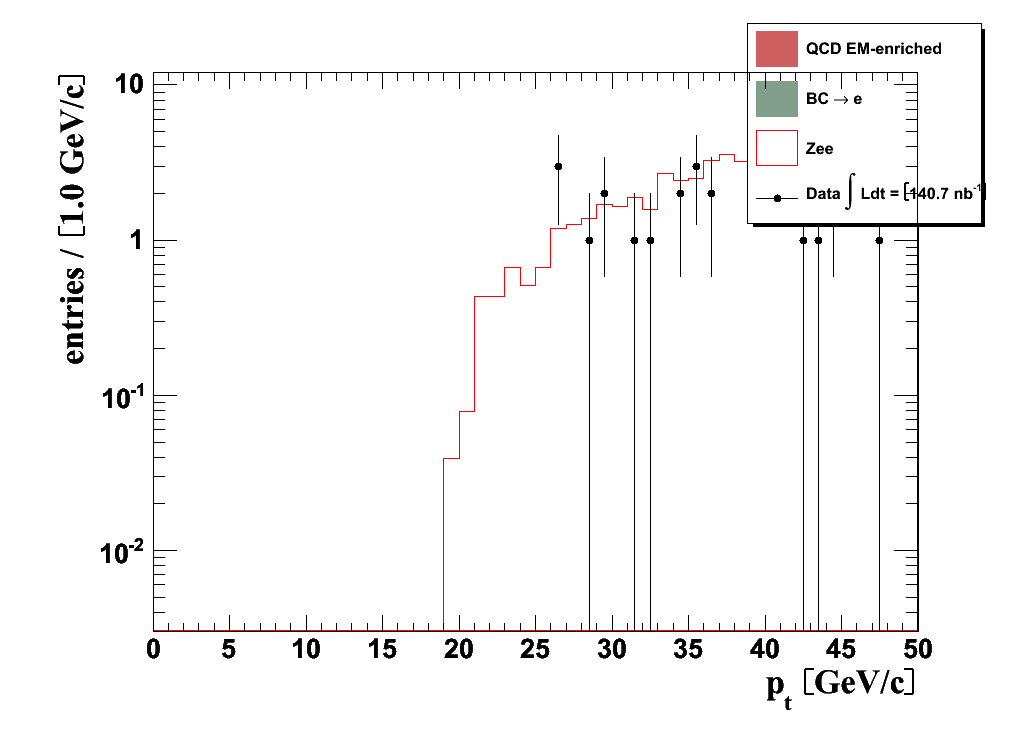 QCD EM-enriched
BC → e
Zee
Data ∫ Ldt = [140.7 nb-1]
entries / [1.0 GeV/c]
10
1
10-1
10-2
0 5 10 15 20 25 30 35 40 45 50
pt [GeV/c]